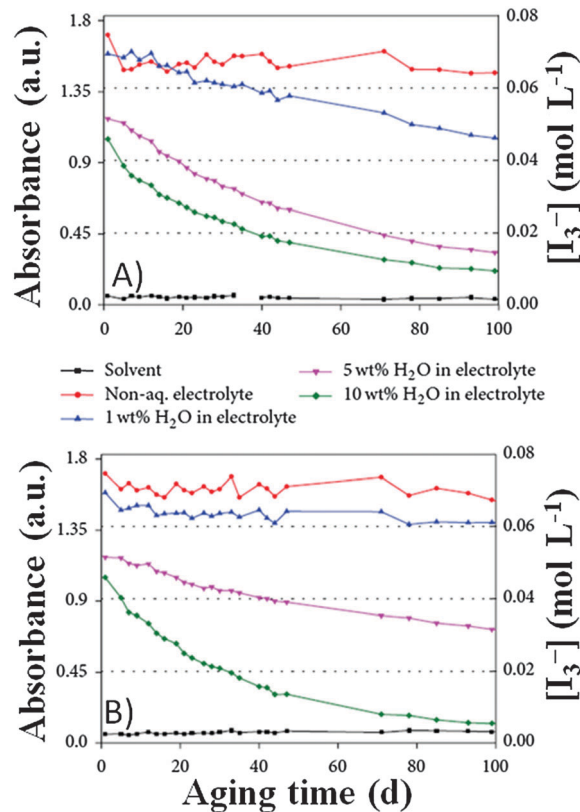 1.8
1.35
0.9
0.45
0.0
Absorbance (a.u.)
A)
0.08
0.06
0.04
0.02
0.00
[I₃⁻] (mol L⁻¹)
0 20 40 60 80 100
Solvent
Non-aq. electrolyte
1 wt% H₂O in electrolyte
5 wt% H₂O in electrolyte
10 wt% H₂O in electrolyte
1.8
1.35
0.9
0.45
0.0
Absorbance (a.u.)
B)
0.08
0.06
0.04
0.02
0.00
[I₃⁻] (mol L⁻¹)
0 20 40 60 80 100
Aging time (d)